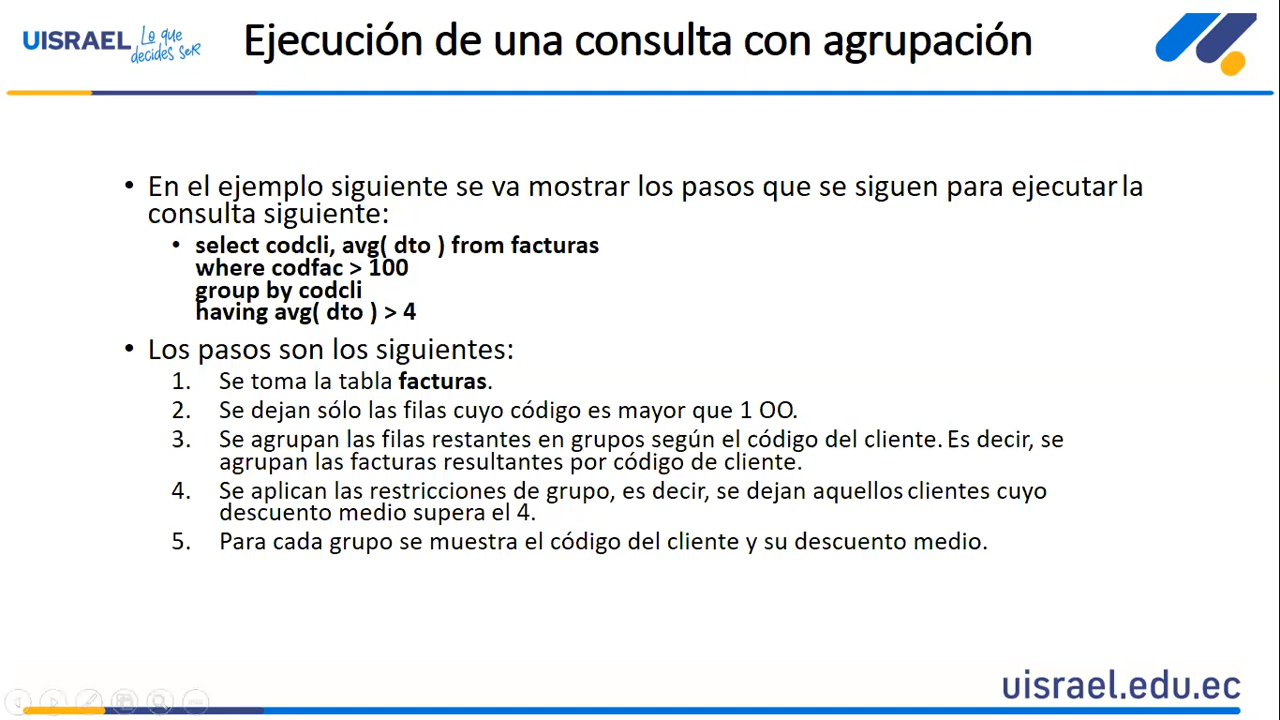 UISRAEL Lo que decides seR
Ejecución de una consulta con agrupación
• En el ejemplo siguiente se va mostrar los pasos que se siguen para ejecutar la
consulta siguiente:
• select codcli, avg( dto ) from facturas
where codfac > 100
group by codcli
having avg( dto ) > 4
• Los pasos son los siguientes:
1. Se toma la tabla facturas.
2. Se dejan sólo las filas cuyo código es mayor que 1 OO.
3. Se agrupan las filas restantes en grupos según el código del cliente. Es decir, se
agrupan las facturas resultantes por código de cliente.
4. Se aplican las restricciones de grupo, es decir, se dejan aquellos clientes cuyo
descuento medio supera el 4.
5. Para cada grupo se muestra el código del cliente y su descuento medio.
uisrael.edu.ec